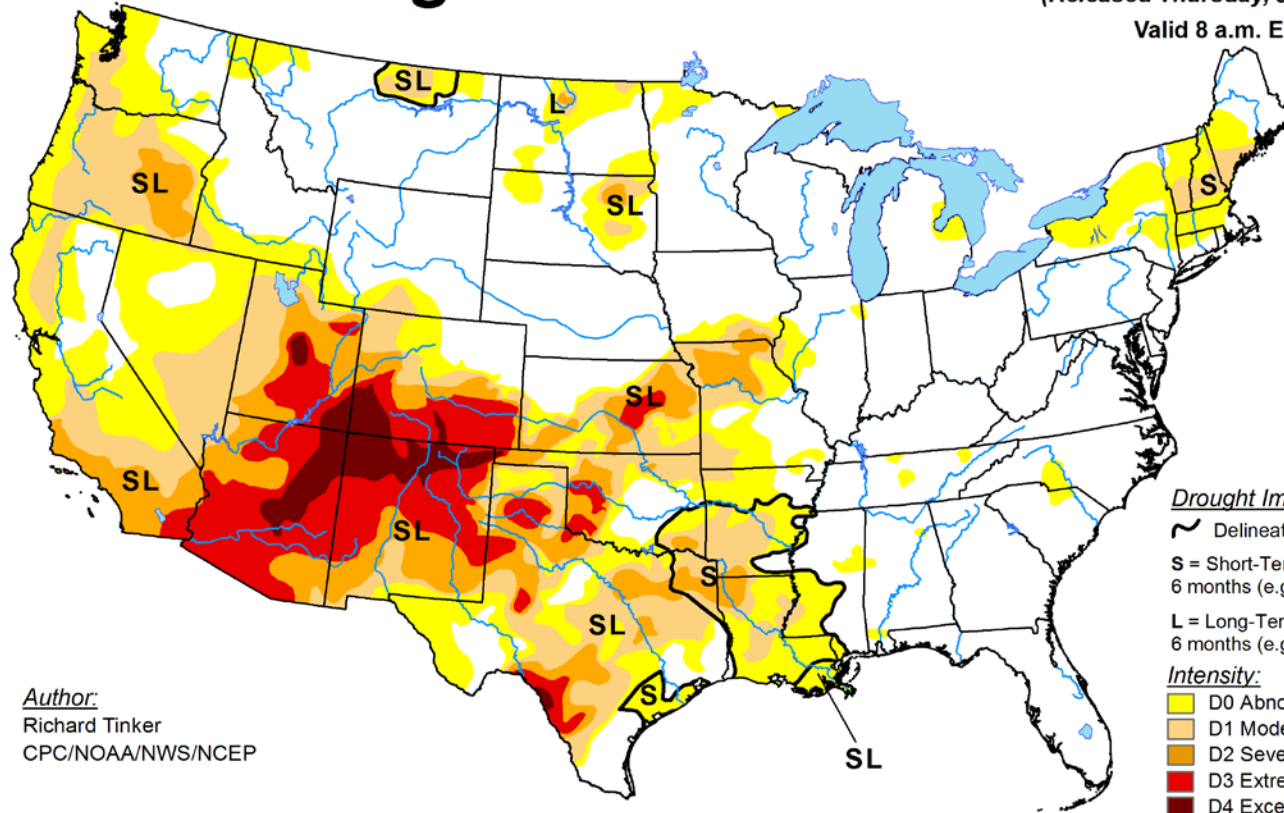 (Released Thursday,
Valid 8 a.m. E
SL
L
SL
SL
S
SL
SL
SL
S
SL
S
SL
Author:
Richard Tinker
CPC/NOAA/NWS/NCEP
Drought Im
Delineat
S = Short-Ter
6 months (e.g
L = Long-Ter
6 months (e.g
Intensity:
D0 Abno
D1 Mode
D2 Seve
D3 Extre
D4 Exce